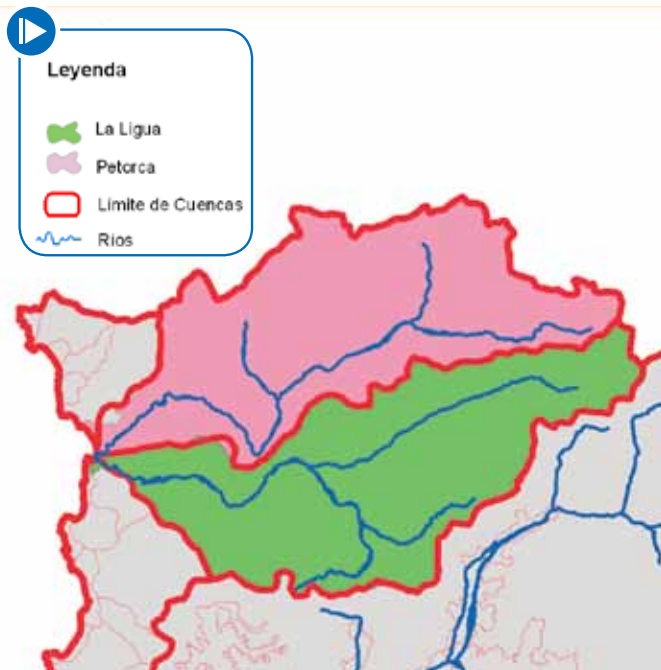 Leyenda
La Ligua
Petorca
Límite de Cuencas
Ríos